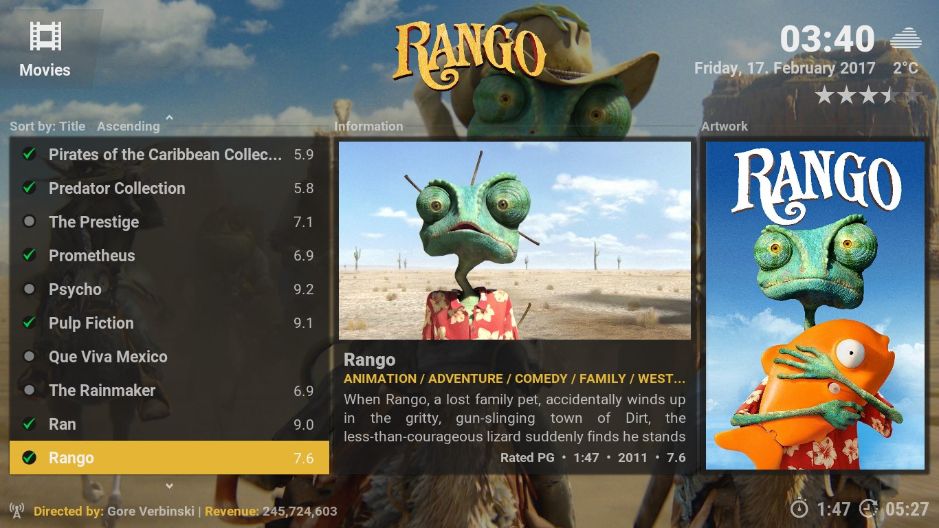 Movies
RANGO
03:40
Friday, 17. February 2017 2°C
Sort by: Title Ascending
Information
Artwork
Pirates of the Caribbean Collec... 5.9
Predator Collection 5.8
The Prestige 7.1
Prometheus 6.9
Psycho 9.2
Pulp Fiction 9.1
Que Viva Mexico
The Rainmaker 6.9
Ran 9.0
Rango 7.6
Rango
ANIMATION / ADVENTURE / COMEDY / FAMILY / WEST...
When Rango, a lost family pet, accidentally winds up
in the gritty, gun-slinging town of Dirt, the
less-than-courageous lizard suddenly finds he stands
Rated PG • 1:47 • 2011 • 7.6
RANGO
Directed by: Gore Verbinski | Revenue: 245,724,603
1:47 05:27